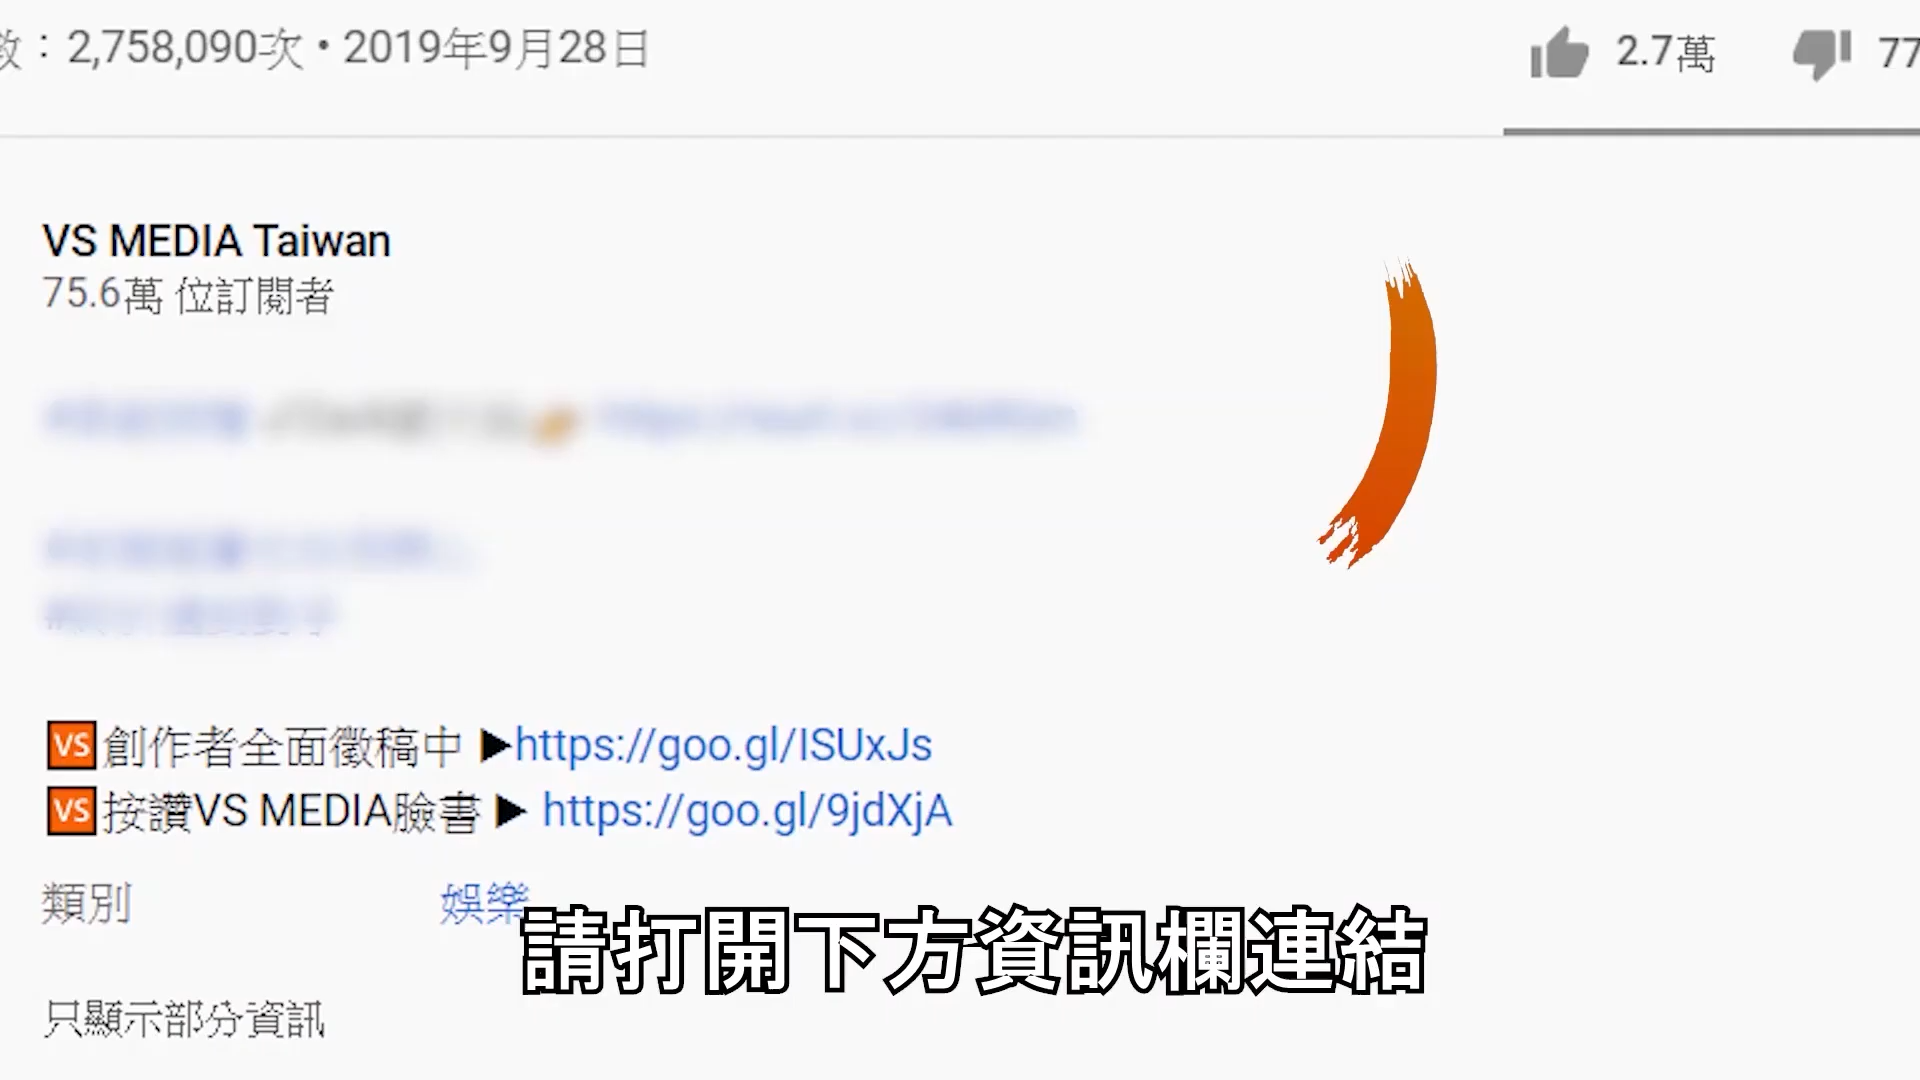 數：2,758,090次 • 2019年9月28日
2.7萬
77
VS MEDIA Taiwan
75.6萬 位訂閱者
VS創作者全面徵稿中 ▶https://goo.gl/ISUxJs
VS按讚VS MEDIA臉書 ▶ https://goo.gl/9jdXjA
類別 娛樂
請打開下方資訊欄連結
只顯示部分資訊